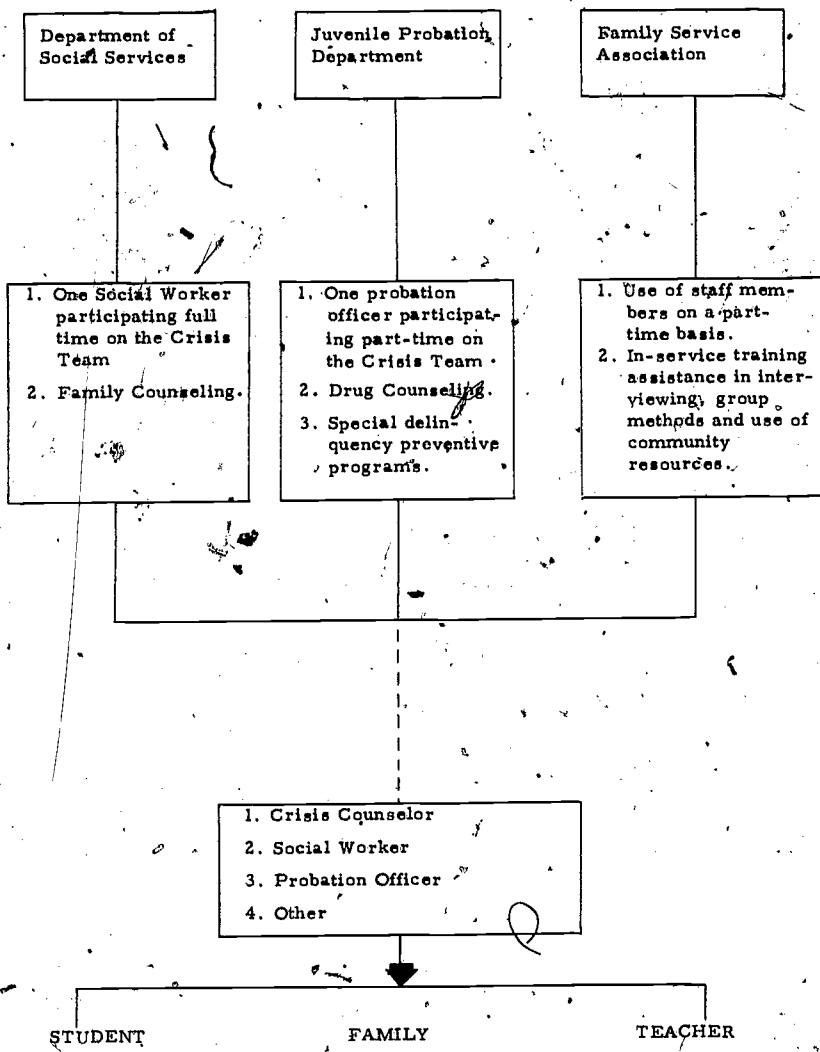 Department of
Social Services
Juvenile Probation
Department
Family Service
Association
1. One Social Worker
participating full
time on the Crisis
Team
2. Family Counseling.
1. One probation
officer participat-
ing part-time on
the Crisis Team
2. Drug Counseling.
3. Special delin-
quency preventive
programs.
1. Use of staff mem-
bers on a part-
time basis.
2. In-service training
assistance in inter-
viewing, group
methods and use of
community
resources.
1. Crisis Counselor
2. Social Worker
3. Probation Officer
4. Other
STUDENT
FAMILY
TEACHER